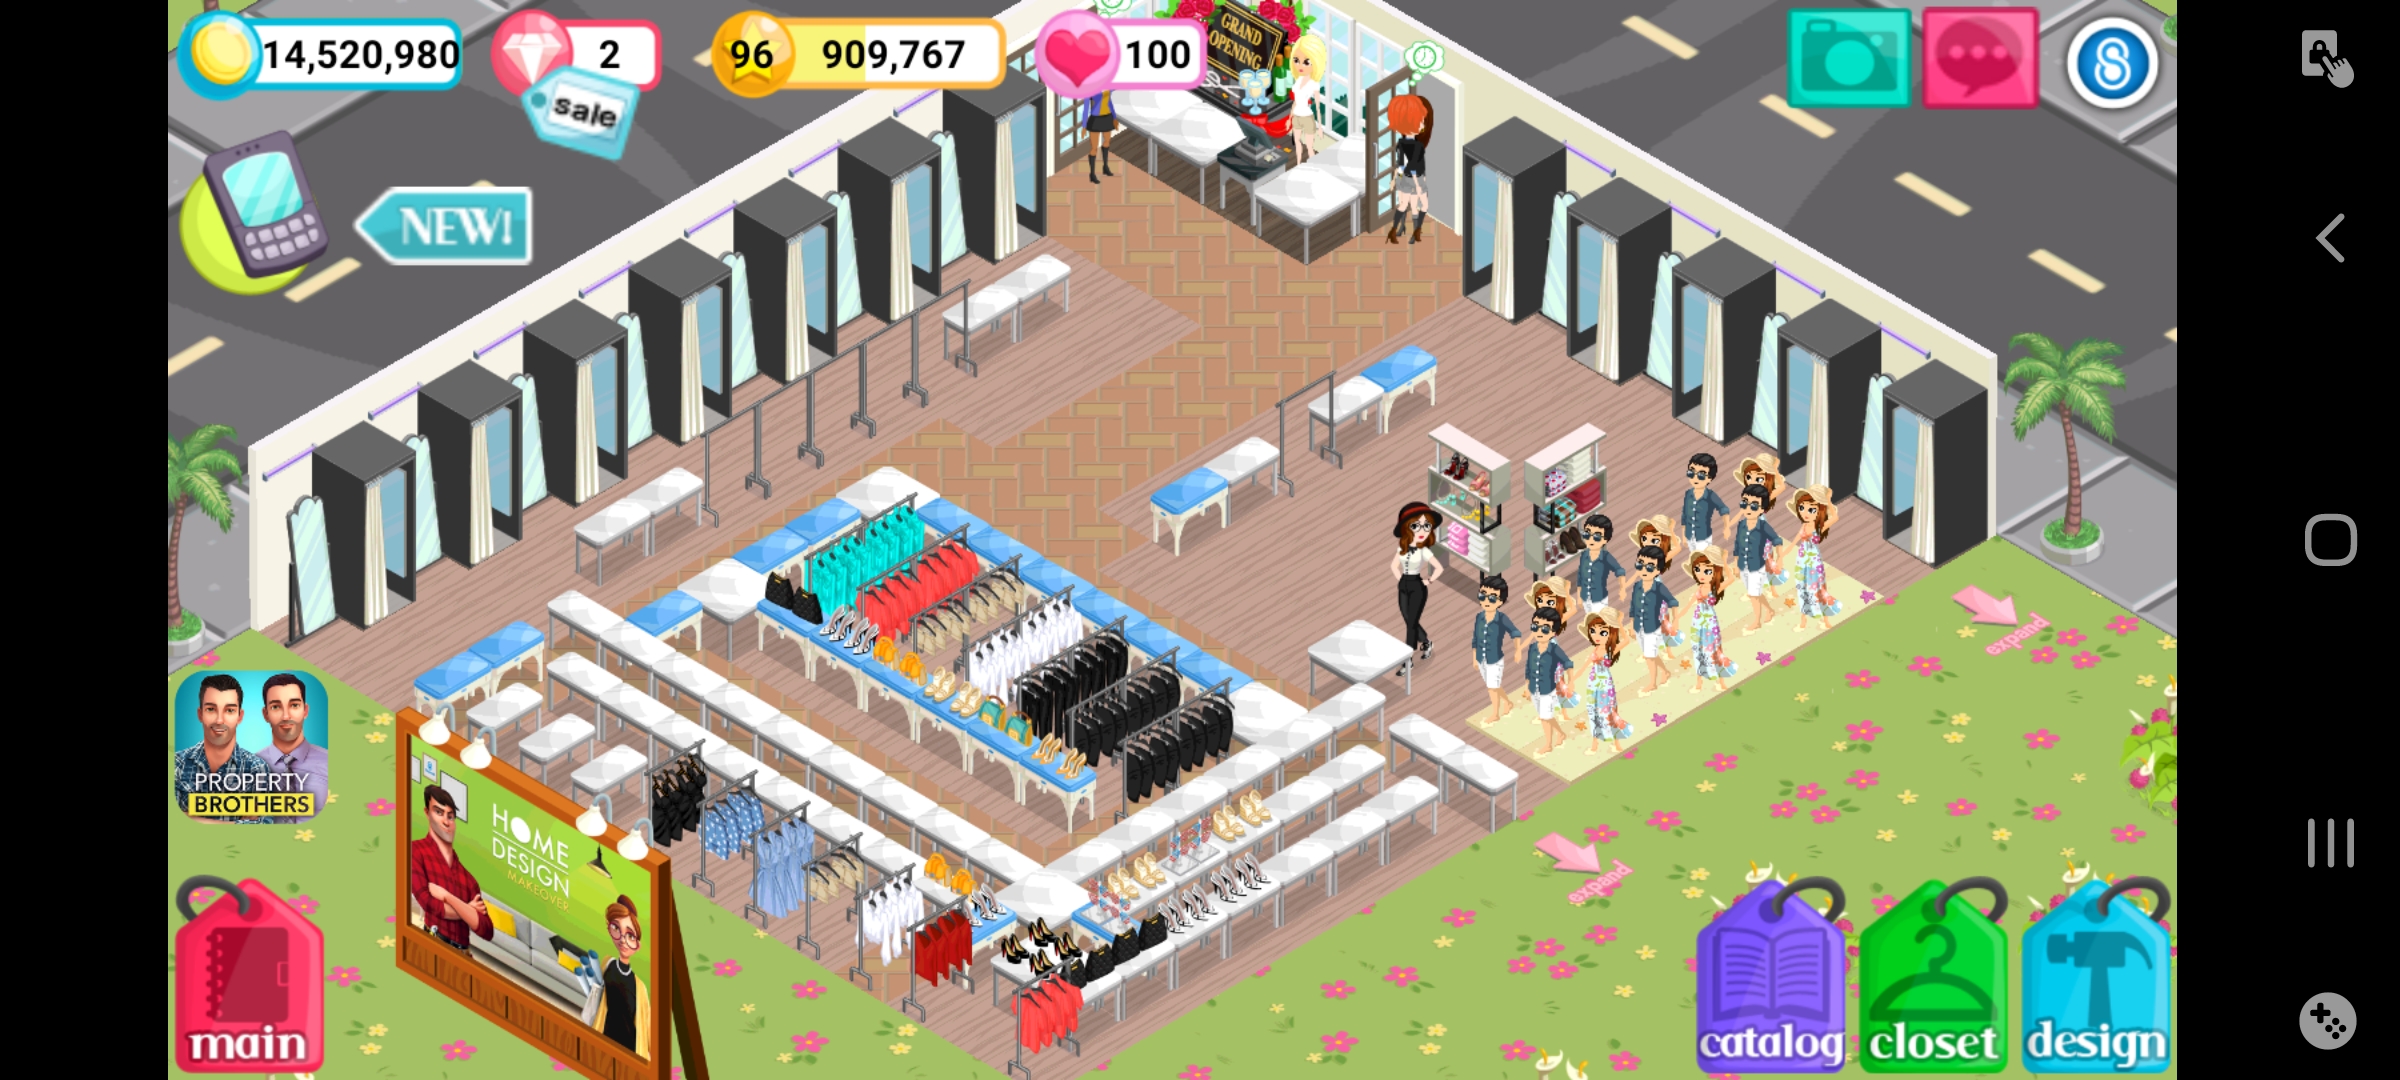 14,520,980
2
96
909,767
100
sale
GRAND
OPENING
NEW!
PROPERTY
BROTHERS
HOME
DESIGN
MAKEOVER
expand
expand
main
catalog
closet
design